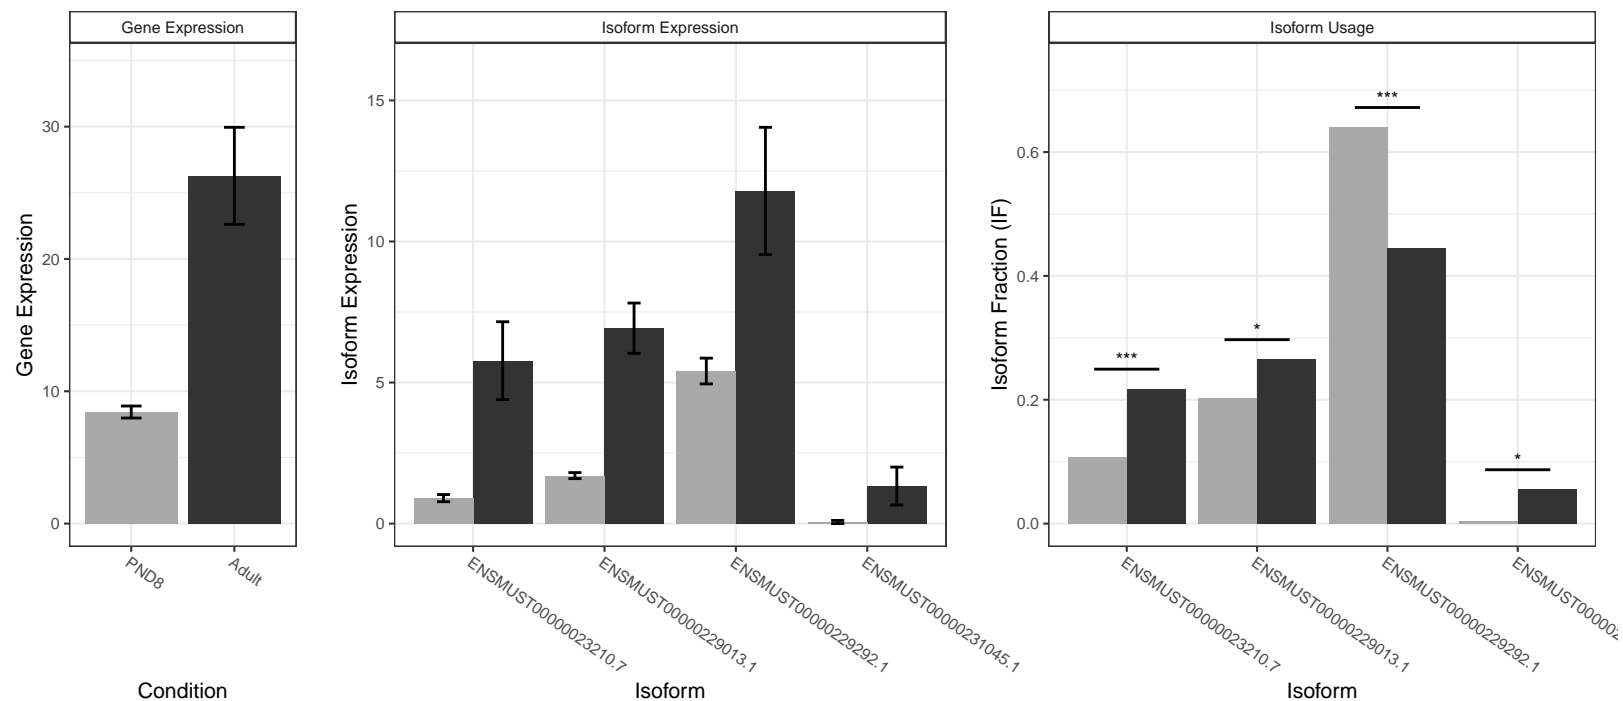 Gene Expression
Isoform Expression
Isoform Usage
Gene Expression
30
20
10
0
PND8
Adult
Condition
Isoform Expression
15
10
5
0
ENSMUST00000023210.7
ENSMUST00000229013.1
ENSMUST00000229292.1
ENSMUST00000231045.1
Isoform
Isoform Fraction (IF)
0.6
0.4
0.2
0.0
***
*
***
*
ENSMUST00000023210.7
ENSMUST00000229013.1
ENSMUST00000229292.1
Isoform